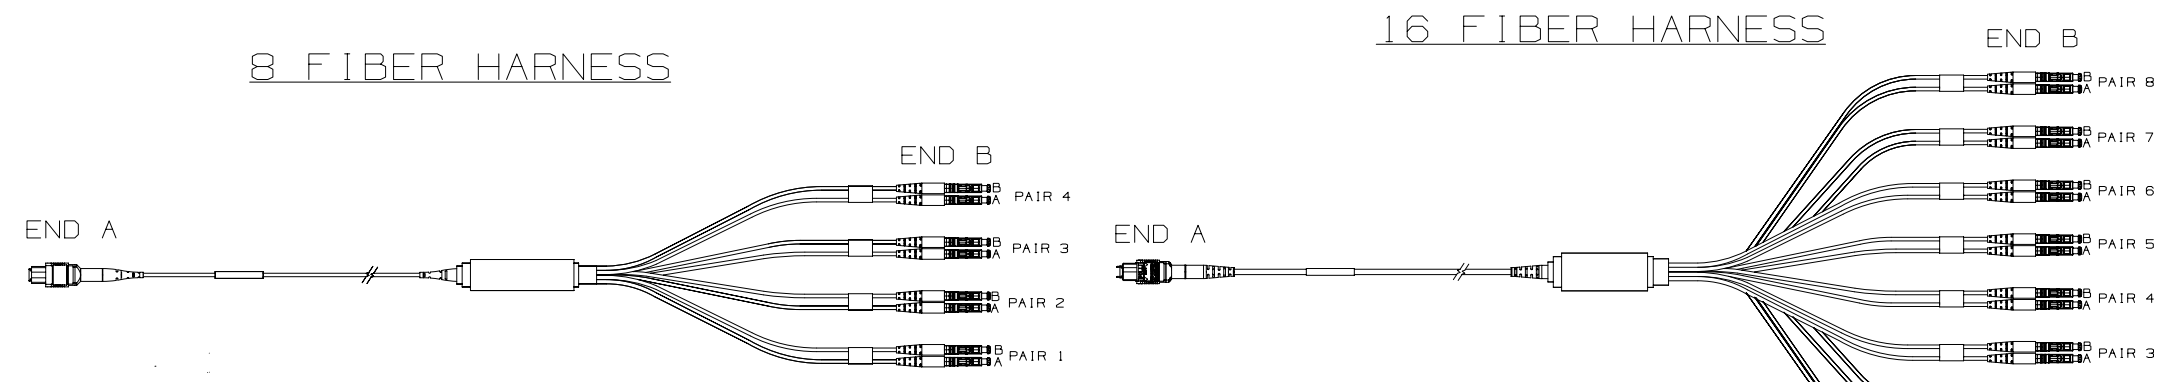 8 FIBER HARNESS
END A
END B
B
A PAIR 4
B
A PAIR 3
B
A PAIR 2
B
A PAIR 1
16 FIBER HARNESS
END A
END B
B
A PAIR 8
B
A PAIR 7
B
A PAIR 6
B
A PAIR 5
B
A PAIR 4
B
A PAIR 3